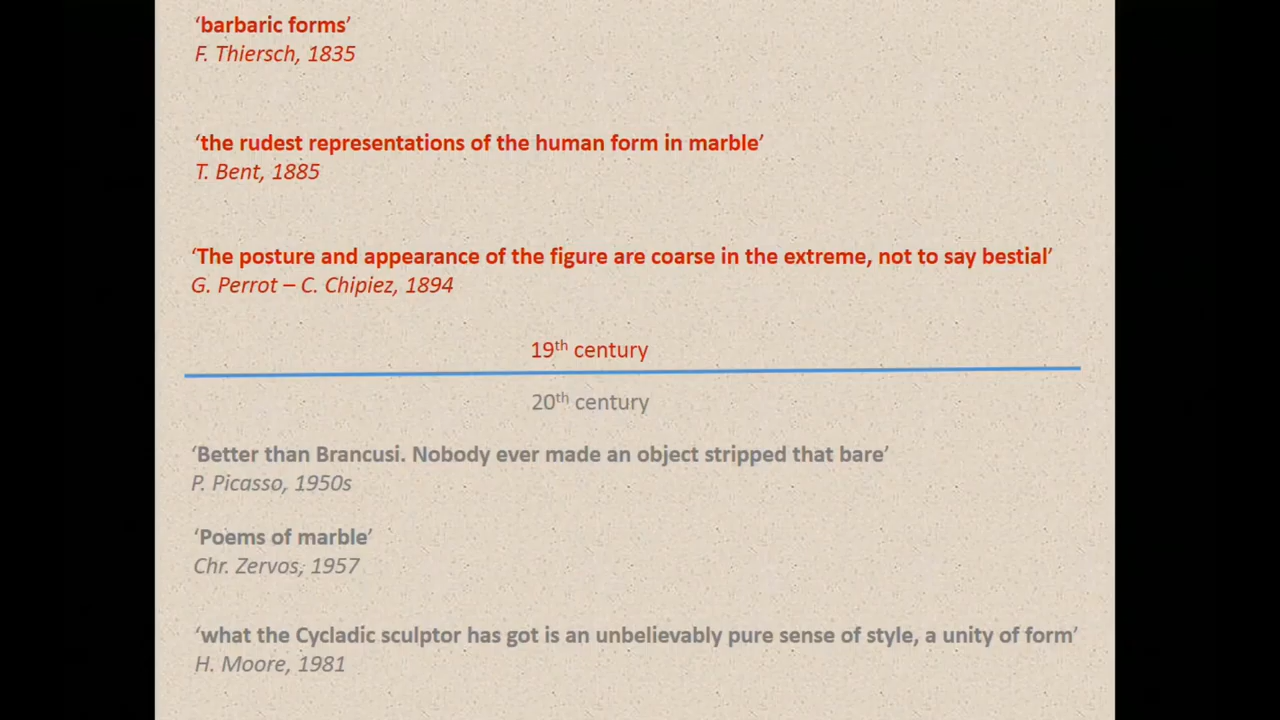 ‘barbaric forms’
F. Thiersch, 1835
‘the rudest representations of the human form in marble’
T. Bent, 1885
‘The posture and appearance of the figure are coarse in the extreme, not to say bestial’
G. Perrot – C. Chipiez, 1894
19th century
20th century
‘Better than Brancusi. Nobody ever made an object stripped that bare’
P. Picasso, 1950s
‘Poems of marble’
Chr. Zervos, 1957
‘what the Cycladic sculptor has got is an unbelievably pure sense of style, a unity of form’
H. Moore, 1981